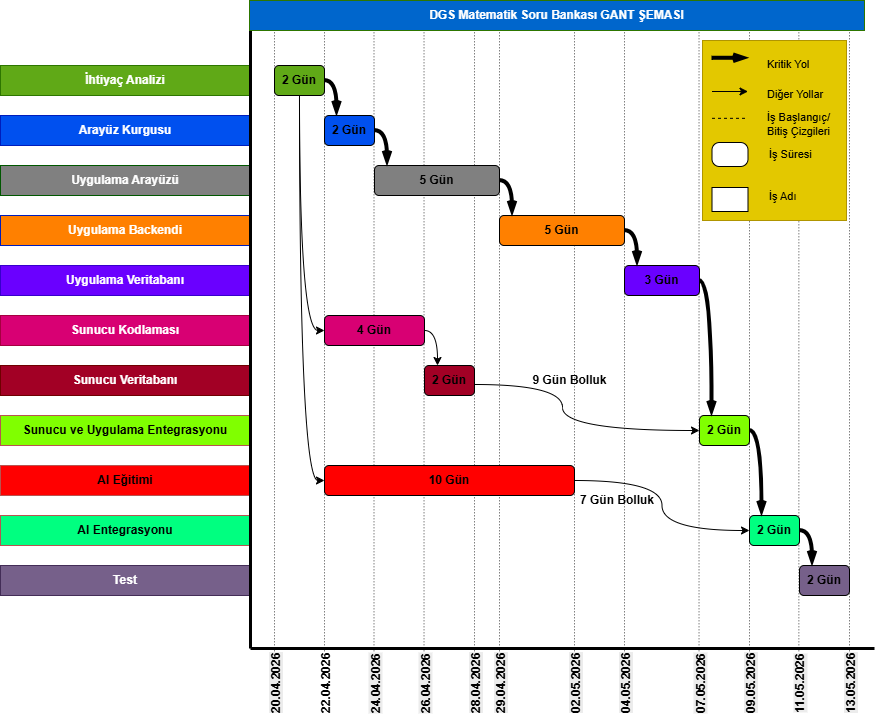 DGS Matematik Soru Bankası GANT ŞEMASI
Kritik Yol
Diğer Yollar
İş Başlangıç/
Bitiş Çizgileri
İş Süresi
İş Adı
İhtiyaç Analizi
2 Gün
Arayüz Kurgusu
2 Gün
Uygulama Arayüzü
5 Gün
Uygulama Backendi
5 Gün
Uygulama Veritabanı
3 Gün
Sunucu Kodlaması
4 Gün
Sunucu Veritabanı
2 Gün
9 Gün Bolluk
Sunucu ve Uygulama Entegrasyonu
2 Gün
AI Eğitimi
10 Gün
7 Gün Bolluk
AI Entegrasyonu
2 Gün
Test
2 Gün
20.04.2026
22.04.2026
24.04.2026
26.04.2026
28.04.2026
29.04.2026
02.05.2026
04.05.2026
07.05.2026
09.05.2026
11.05.2026
13.05.2026